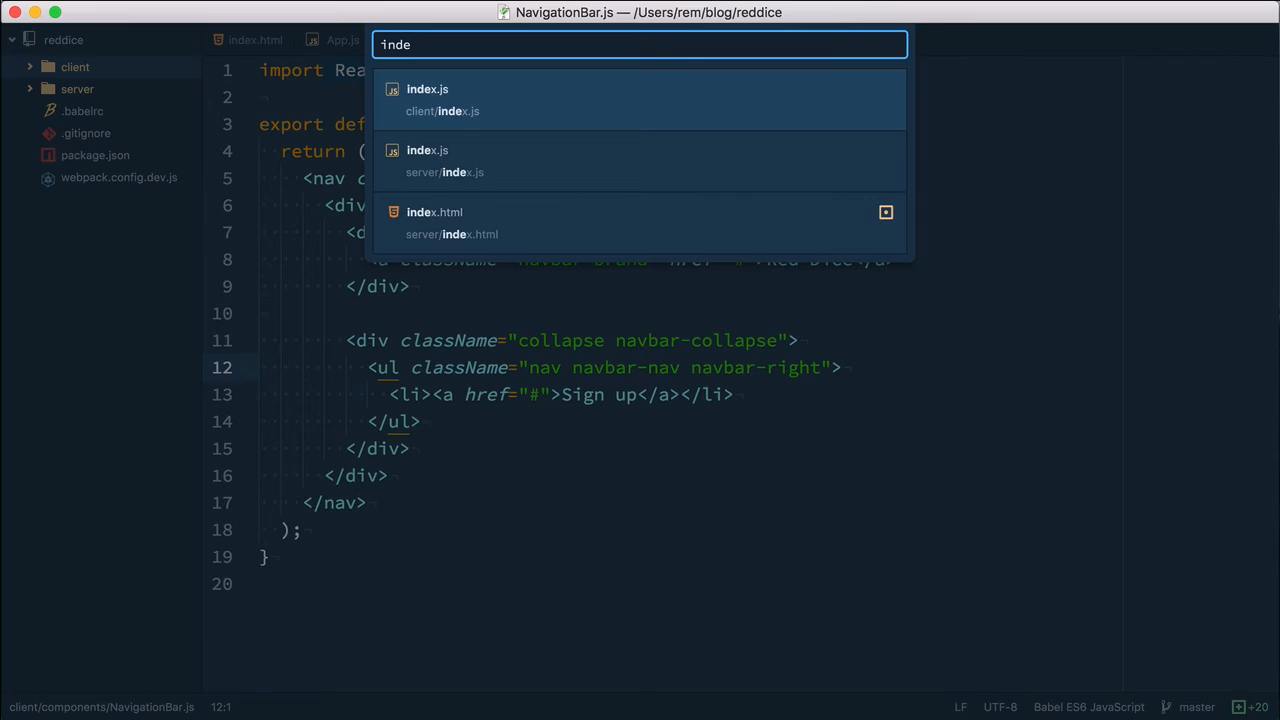 NavigationBar.js — /Users/rem/blog/reddice
reddice
client
server
.babelrc
.gitignore
package.json
webpack.config.dev.js
index.html
App.js
inde
index.js
client/index.js
index.js
server/index.js
index.html
server/index.html
1 import Rea
2
3 export def
4 return (
5 <nav c
6 <div
7 <d
8
9 </div>
10
11 <div className="collapse navbar-collapse">
12 <ul className="nav navbar-nav navbar-right">
13 <li><a href="#">Sign up</a></li>
14 </ul>
15 </div>
16 </div>
17 </nav>
18 );
19 }
20
client/components/NavigationBar.js 12:1 LF UTF-8 Babel ES6 JavaScript master +20